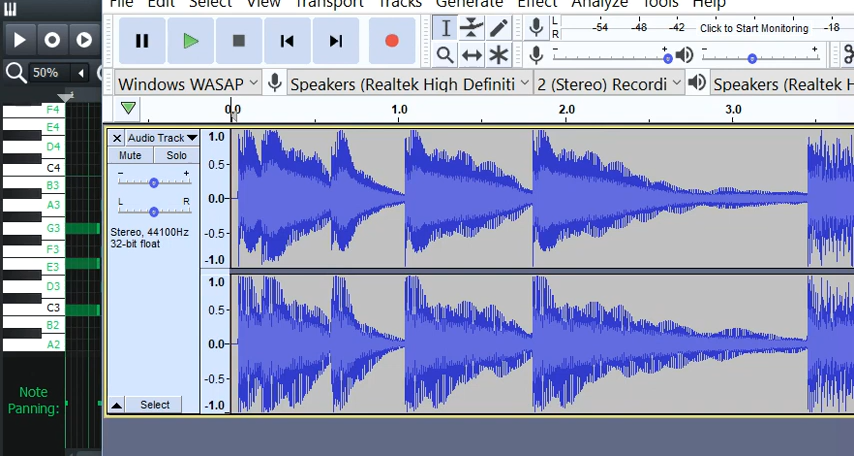 File Edit Select View Transport Tracks Generate Effect Analyze Tools Help
L
R
-54 -48 -42 Click to Start Monitoring -18
50%
Windows WASAP
Speakers (Realtek High Definiti
2 (Stereo) Recordi
Speakers (Realtek H
0.0 1.0 2.0 3.0
F4
E4
D4
C4
B3
A3
G3
F3
E3
D3
C3
B2
A2
Note
Panning:
X Audio Track
Mute Solo
- +
L R
Stereo, 44100Hz
32-bit float
Select
1.0
0.5
0.0
-0.5
-1.0
1.0
0.5
0.0
-0.5
-1.0